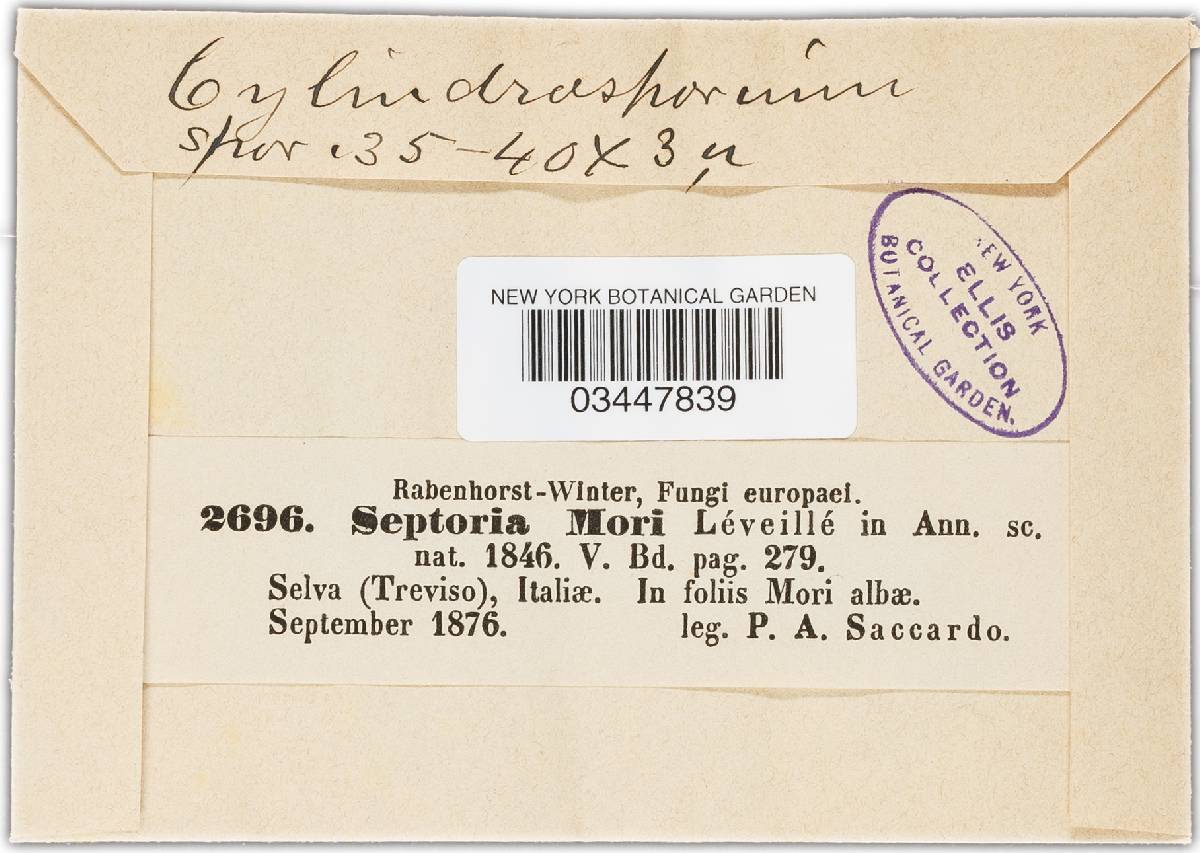 Cylindrosporium
spor. 35-40X3μ
NEW YORK BOTANICAL GARDEN
03447839
NEW YORK
ELLIS
COLLECTION
BOTANICAL GARDEN.
Rabenhorst-Winter, Fungi europaei.
2696. Septoria Mori Léveillé in Ann. sc.
nat. 1846. V. Bd. pag. 279.
Selva (Treviso), Italiæ. In foliis Mori albæ.
September 1876. leg. P. A. Saccardo.